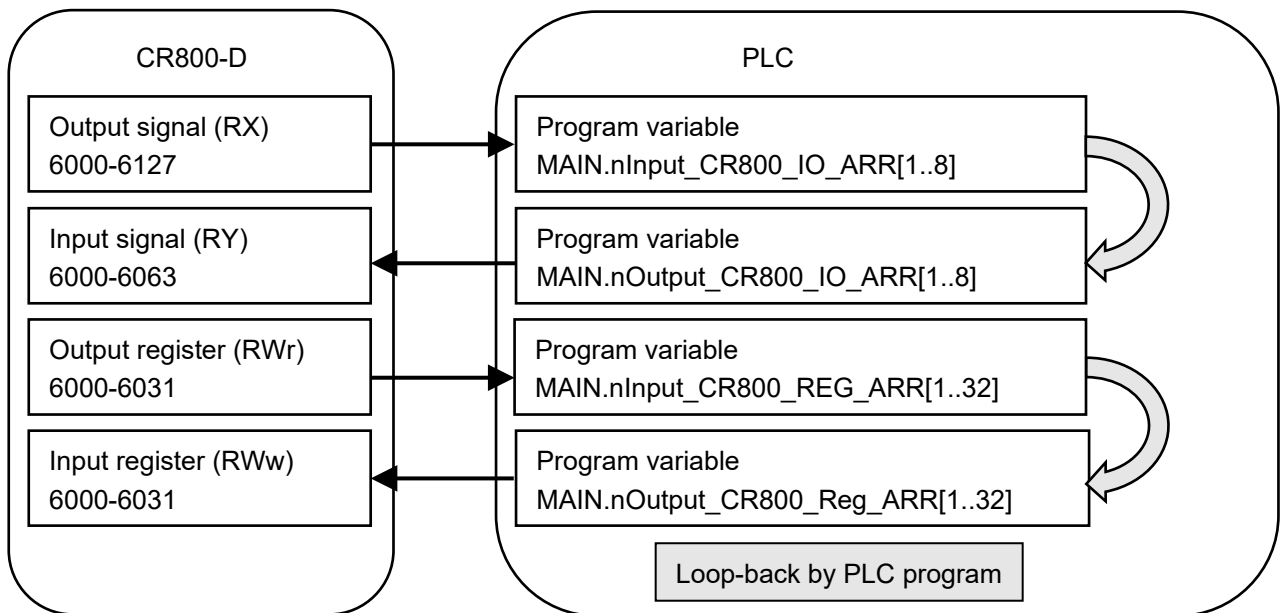 CR800-D
Output signal (RX)
6000-6127
Input signal (RY)
6000-6063
Output register (RWr)
6000-6031
Input register (RWw)
6000-6031
PLC
Program variable
MAIN.nInput_CR800_IO_ARR[1..8]
Program variable
MAIN.nOutput_CR800_IO_ARR[1..8]
Program variable
MAIN.nInput_CR800_REG_ARR[1..32]
Program variable
MAIN.nOutput_CR800_Reg_ARR[1..32]
Loop-back by PLC program